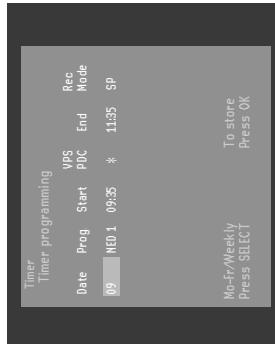 Timer
Timer programming
VPS Rec
Date Prog Start PDC End Mode
09 NED 1 09:35 * 11:35 SP
Mo-Fr/Weekly To store
Press SELECT Press OK